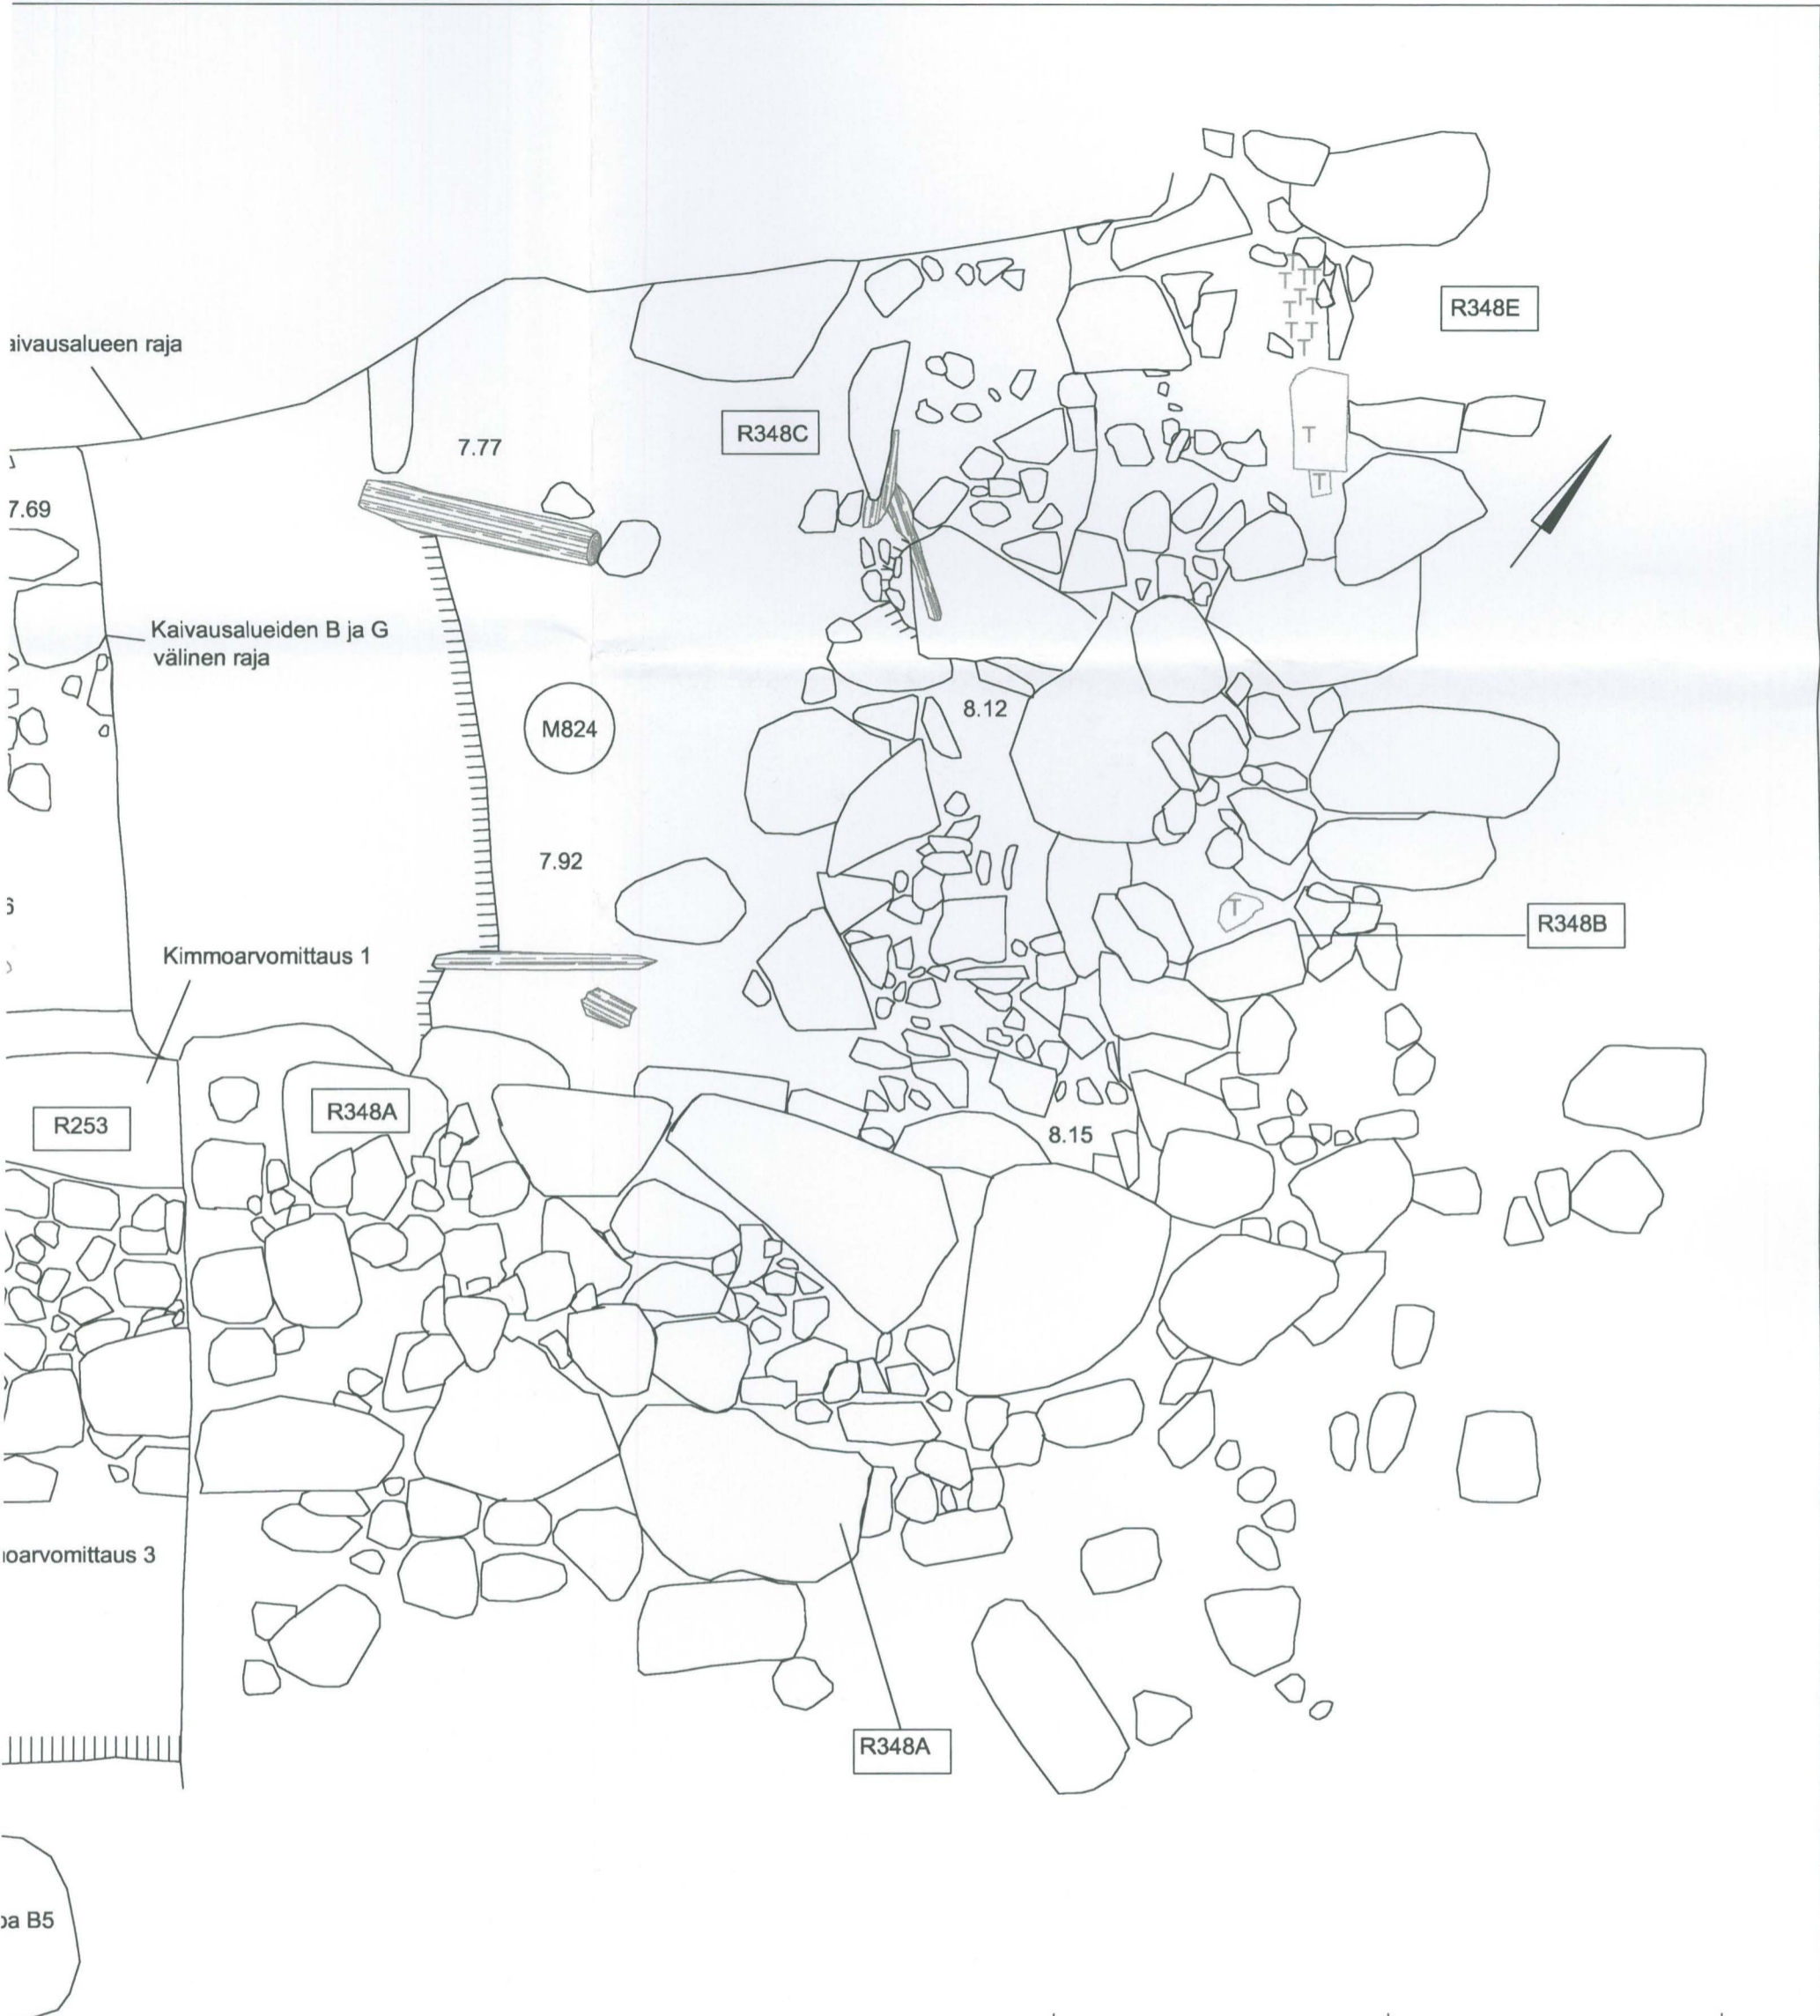 R348E
aivausalueen raja
R348C
7.77
7.69
T
T
T
T
T
T
T
T
T
T
T
T
Kaivausalueiden B ja G
välinen raja
8.12
M824
7.92
T
R348B
Kimmoarvomittaus 1
R348A
R253
8.15
oarvomittaus 3
R348A
pa B5